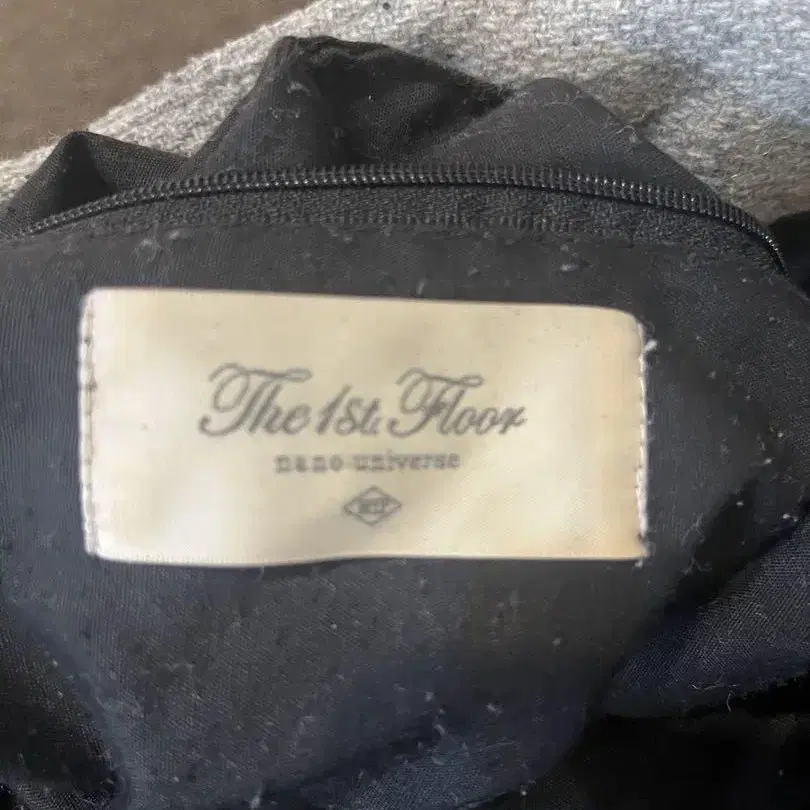 The 1st. Floor
nano·universe